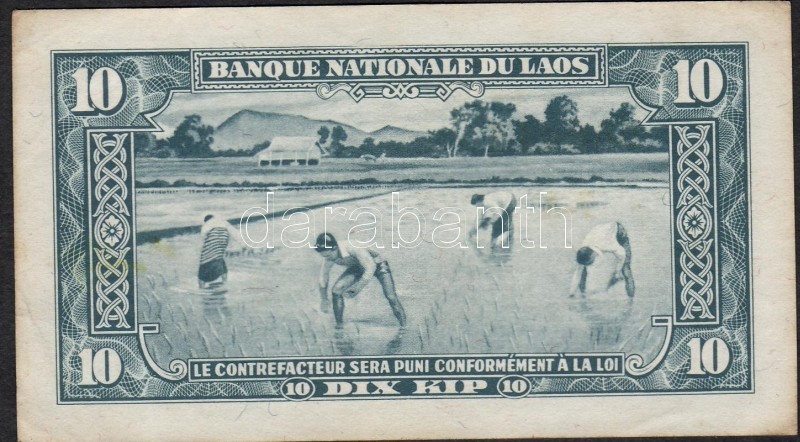 BANQUE NATIONALE DU LAOS
10 10
darabanth
LE CONTREFACTEUR SERA PUNI CONFORMÉMENT À LA LOI
10 10
10 DIX KIP 10